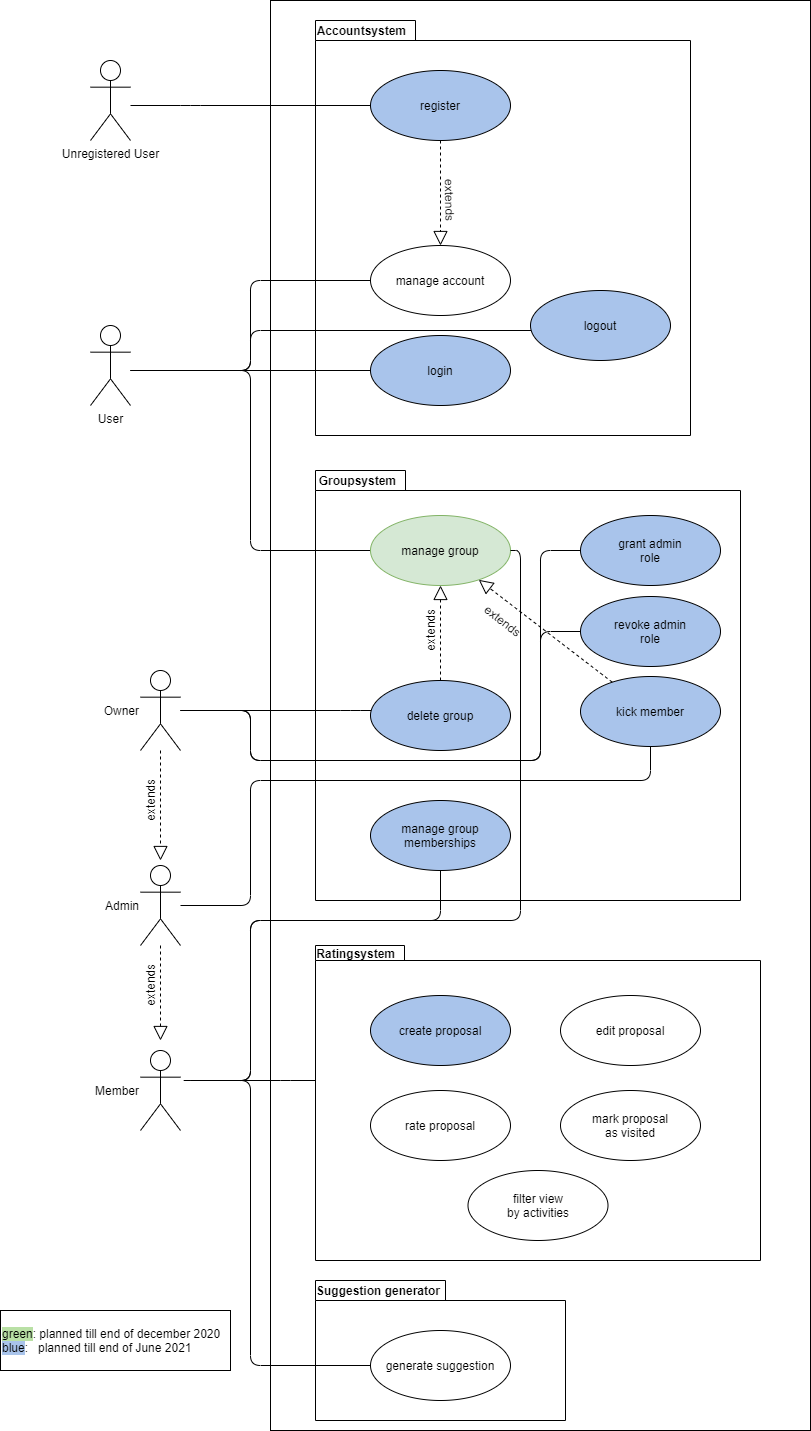 Accountsystem
register
Unregistered User
extends
manage account
logout
login
User
Groupsystem
manage group
grant admin
role
extends
extends
revoke admin
role
Owner
delete group
kick member
extends
manage group
memberships
Admin
Ratingsystem
extends
create proposal
edit proposal
Member
rate proposal
mark proposal
as visited
filter view
by activities
Suggestion generator
green: planned till end of december 2020
blue: planned till end of June 2021
generate suggestion